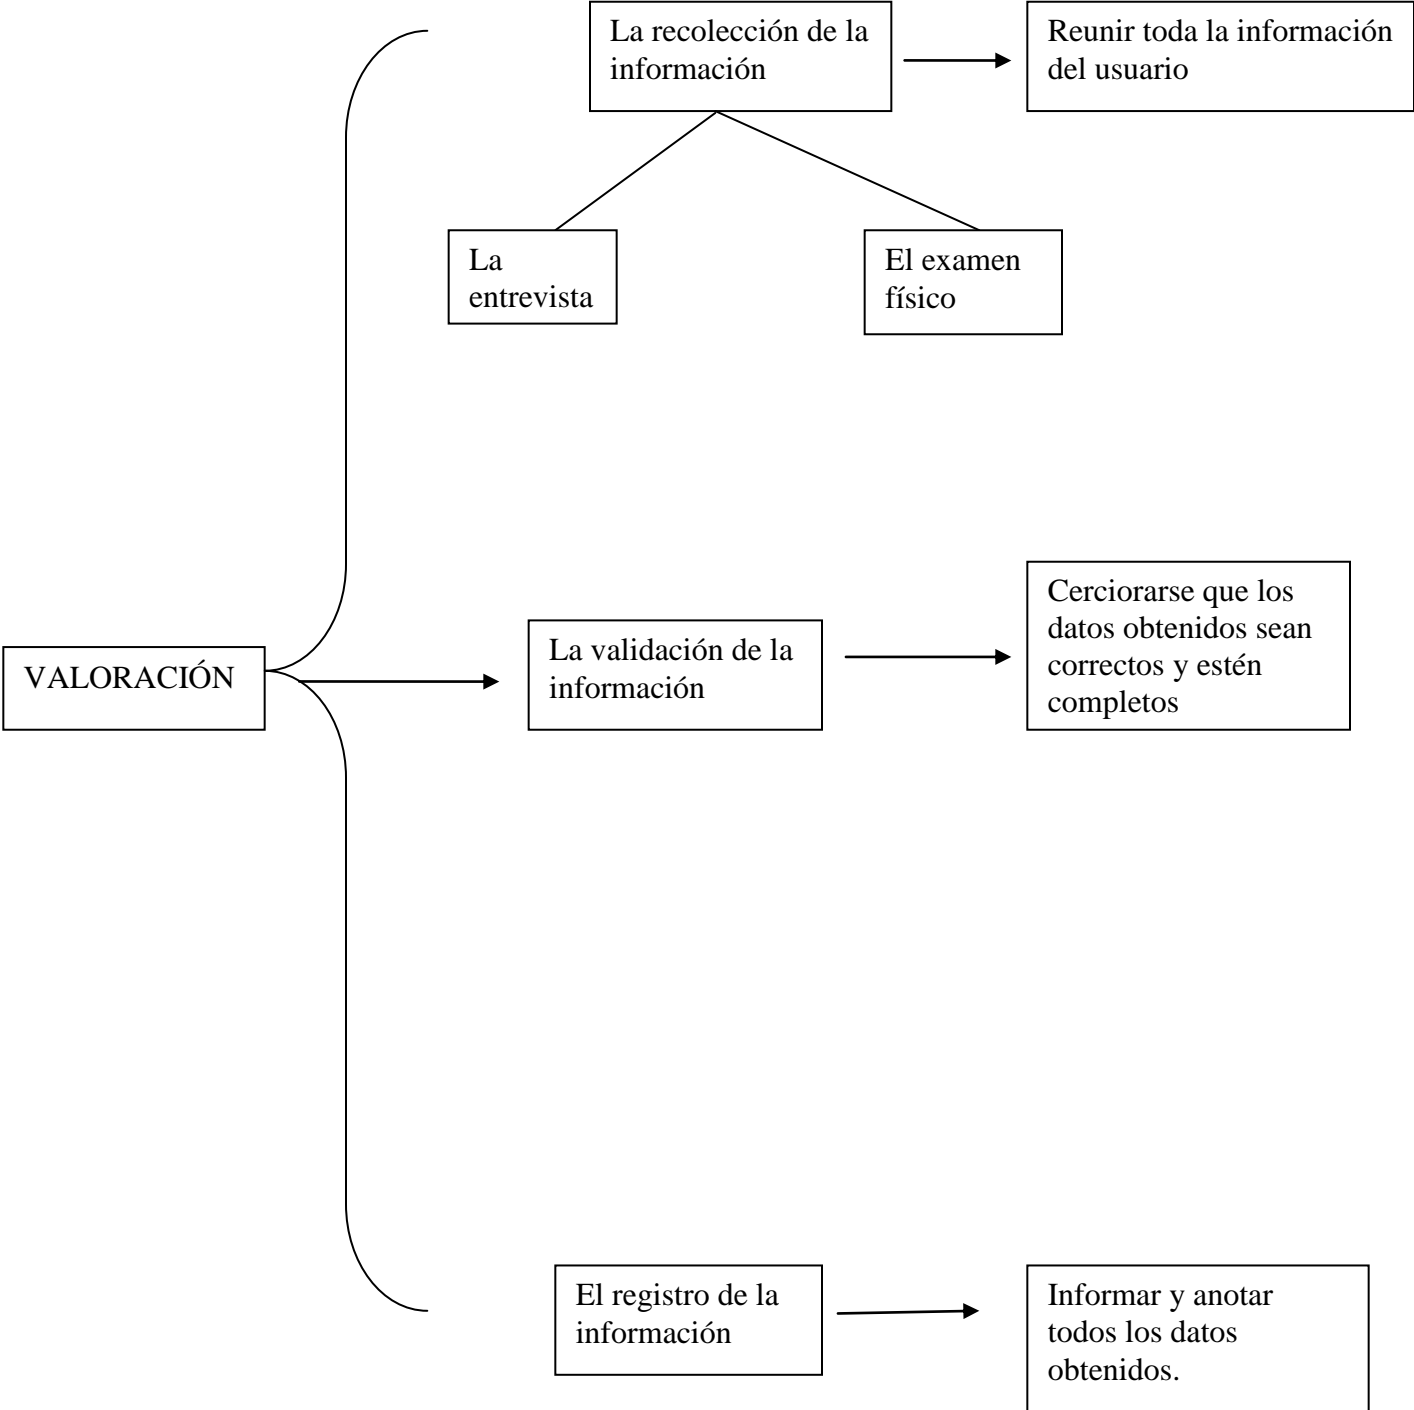 La recolección de la
información
Reunir toda la información
del usuario
La
entrevista
El examen
físico
VALORACIÓN
La validación de la
información
Cerciorarse que los
datos obtenidos sean
correctos y estén
completos
El registro de la
información
Informar y anotar
todos los datos
obtenidos.